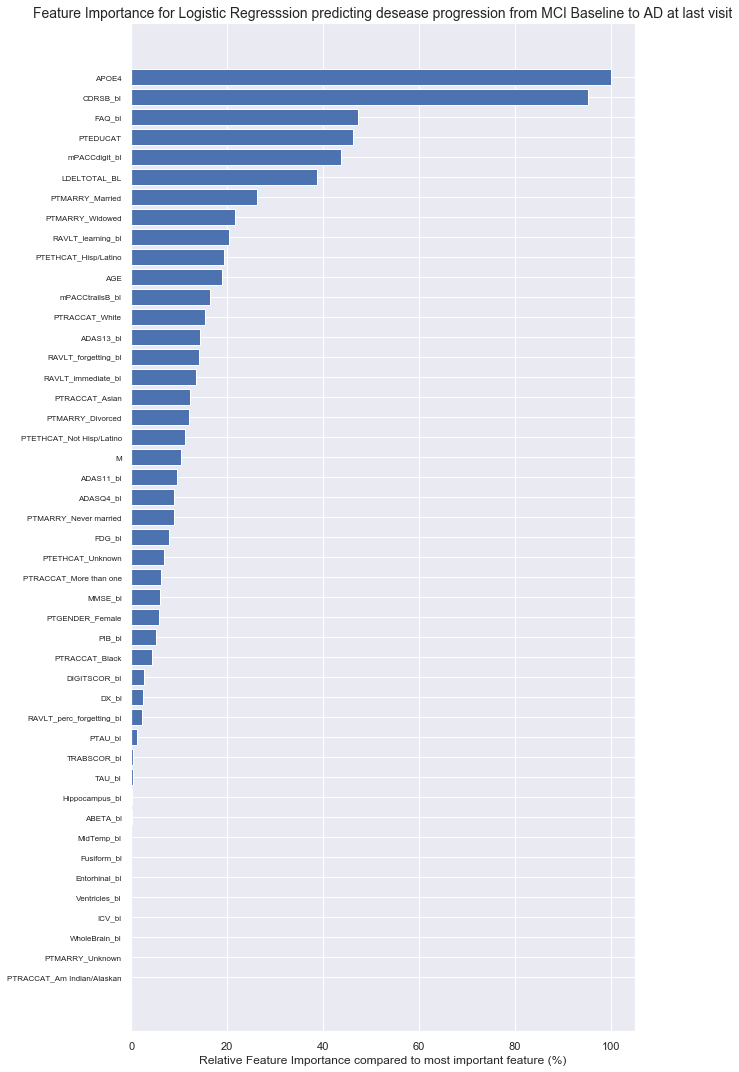 Feature Importance for Logistic Regresssion predicting desease progression from MCI Baseline to AD at last visit
APOE4
CDRSB_bl
FAQ_bl
PTEDUCAT
mPACCdigit_bl
LDELTOTAL_BL
PTMARRY_Married
PTMARRY_Widowed
RAVLT_learning_bl
PTETHCAT_Hisp/Latino
AGE
mPACCtrailsB_bl
PTRACCAT_White
ADAS13_bl
RAVLT_forgetting_bl
RAVLT_immediate_bl
PTRACCAT_Asian
PTMARRY_Divorced
PTETHCAT_Not Hisp/Latino
M
ADAS11_bl
ADASQ4_bl
PTMARRY_Never married
FDG_bl
PTETHCAT_Unknown
PTRACCAT_More than one
MMSE_bl
PTGENDER_Female
PIB_bl
PTRACCAT_Black
DIGITSCOR_bl
DX_bl
RAVLT_perc_forgetting_bl
PTAU_bl
TRABSCOR_bl
TAU_bl
Hippocampus_bl
ABETA_bl
MidTemp_bl
Fusiform_bl
Entorhinal_bl
Ventricles_bl
ICV_bl
WholeBrain_bl
PTMARRY_Unknown
PTRACCAT_Am Indian/Alaskan
0 20 40 60 80 100
Relative Feature Importance compared to most important feature (%)